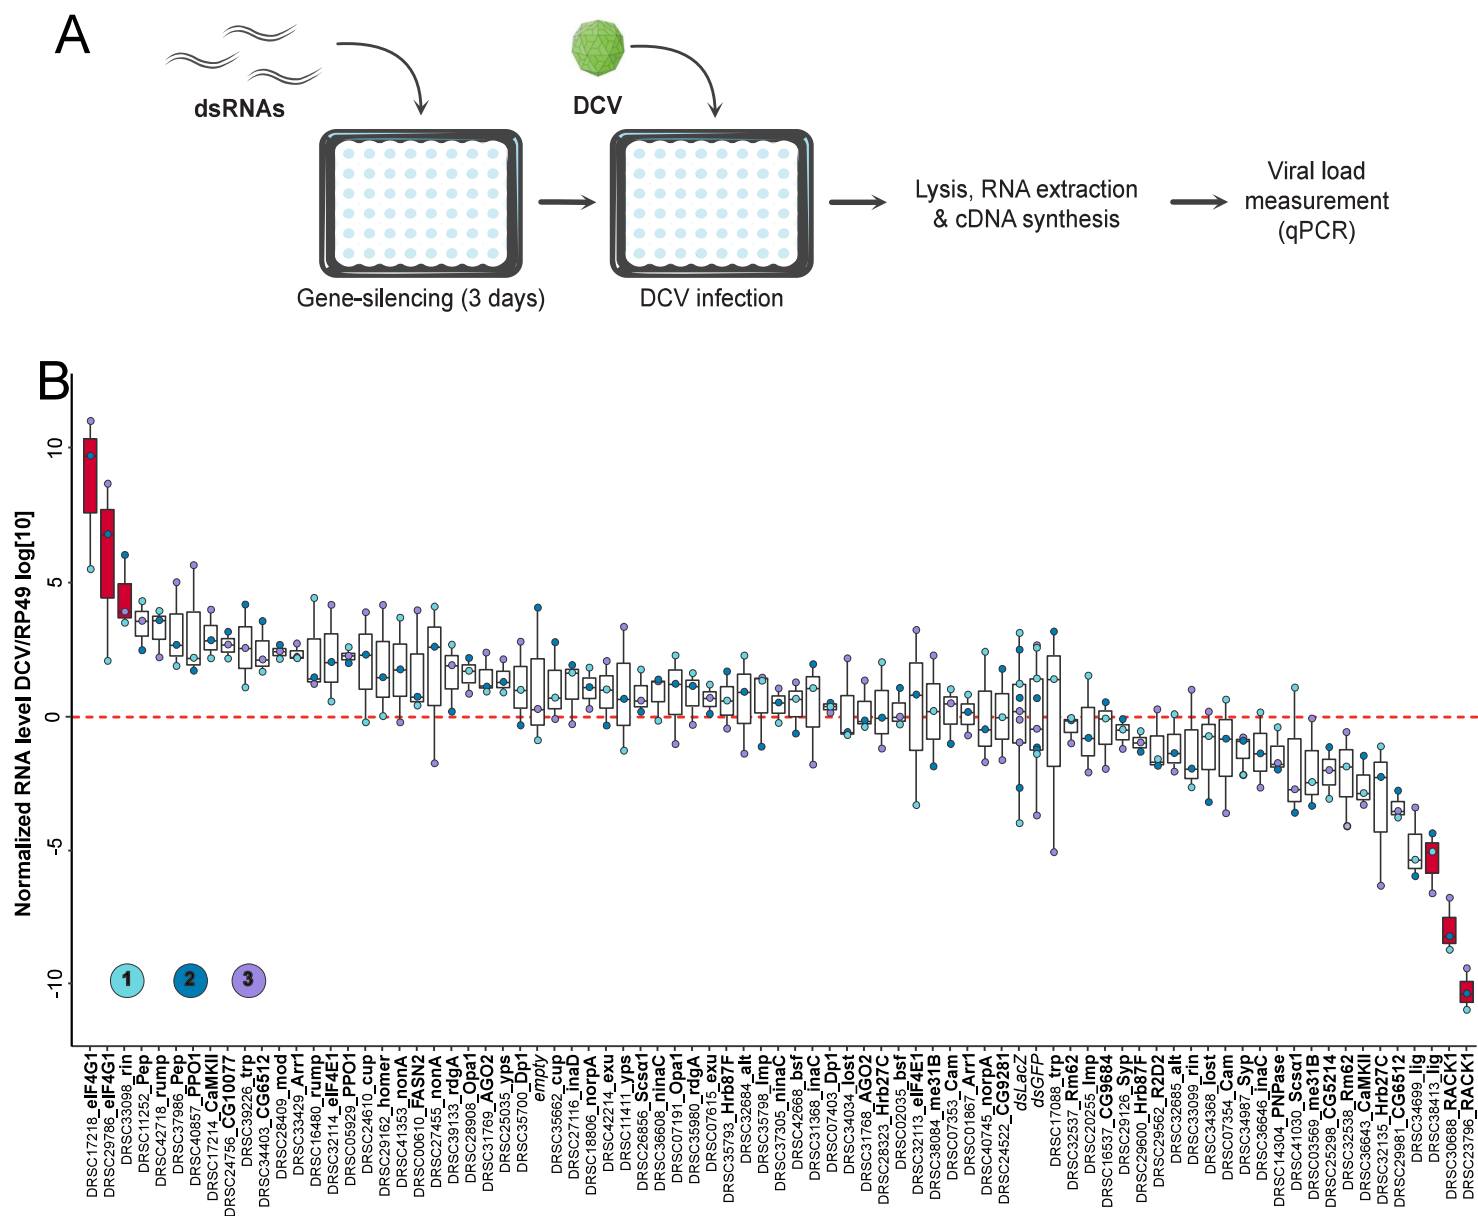 A
dsRNAs
DCV
Gene-silencing (3 days)
DCV infection
Lysis, RNA extraction
& cDNA synthesis
Viral load
measurement
(qPCR)
B
Normalized RNA level DCV/RP49 log[10]
10
5
0
-5
-10
1
2
3
DRSC17218_eIF4G1
DRSC29786_eIF4G1
DRSC33098_rin
DRSC11252_Pep
DRSC42718_rump
DRSC37986_Pep
DRSC40857_PPO1
DRSC17214_CaMKII
DRSC24756_CG10077
DRSC39226_trp
DRSC34403_CG6512
DRSC28409_mod
DRSC33429_Arr1
DRSC16480_rump
DRSC32114_eIF4E1
DRSC05929_PPO1
DRSC24610_cup
DRSC29162_homer
DRSC41353_nonA
DRSC00610_FASN2
DRSC27455_nonA
DRSC39133_rdgA
DRSC28908_Opa1
DRSC31769_AGO2
DRSC25035_yps
DRSC35700_Dp1
empty
DRSC35662_cup
DRSC27116_inaD
DRSC18806_norpA
DRSC42214_exu
DRSC11411_yps
DRSC26856_Scsα1
DRSC36608_ninaC
DRSC07191_Opa1
DRSC35980_rdgA
DRSC07615_exu
DRSC35793_Hrb87F
DRSC32684_alt
DRSC35798_Imp
DRSC37305_ninaC
DRSC42668_bsf
DRSC31368_inaC
DRSC07403_Dp1
DRSC34034_lost
DRSC31768_AGO2
DRSC28323_Hrb27C
DRSC02035_bsf
DRSC32113_eIF4E1
DRSC38084_me31B
DRSC07353_Cam
DRSC01867_Arr1
DRSC40745_norpA
DRSC24522_CG9281
dsLacZ
dsGFP
DRSC17088_trp
DRSC32537_Rm62
DRSC20255_Imp
DRSC16537_CG9684
DRSC29126_Syp
DRSC29600_Hrb87F
DRSC29562_R2D2
DRSC32685_alt
DRSC33099_rin
DRSC34368_lost
DRSC07354_Cam
DRSC34987_Syp
DRSC36646_inaC
DRSC14304_PNPase
DRSC41030_Scsα1
DRSC03569_me31B
DRSC25298_CG5214
DRSC32538_Rm62
DRSC36643_CaMKII
DRSC32135_Hrb27C
DRSC29981_CG6512
DRSC34699_lig
DRSC38413_lig
DRSC30688_RACK1
DRSC23796_RACK1